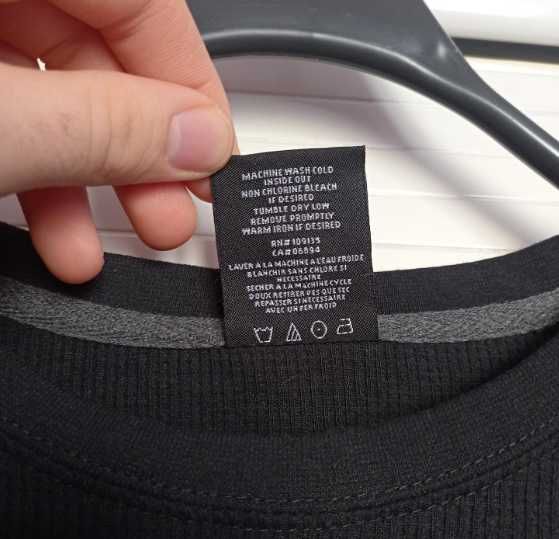 MACHINE WASH COLD
INSIDE OUT
NON CHLORINE BLEACH
IF DESIRED
TUMBLE DRY LOW
REMOVE PROMPTLY
WARM IRON IF DESIRED
RN# 109135
CA# 06894
LAVER A LA MACHINE A L'EAU FROIDE
BLANCHIR SANS CHLORE SI
NECESSAIRE
SECHER A LA MACHINE CYCLE
DOUX RETIRER DES QUE SEC
REPASSER SI NECESSAIRE
AVEC UN FER FROID